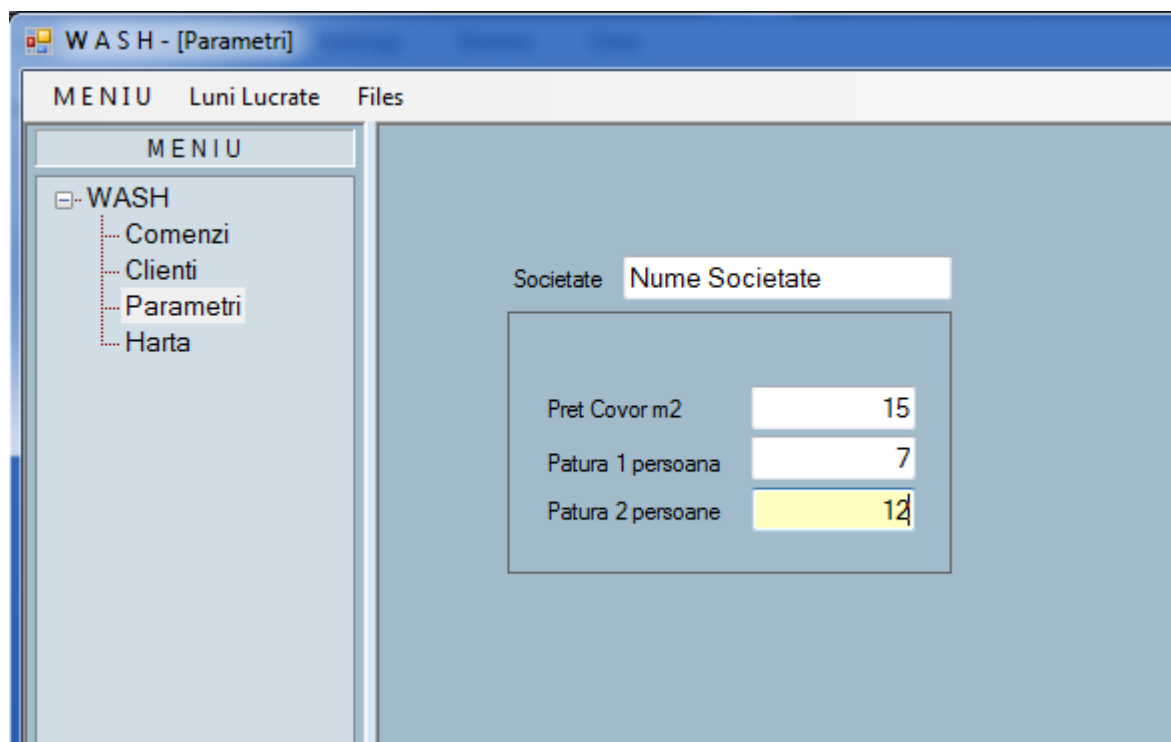 W A S H - [Parametri]
M E N I U Luni Lucrate Files
M E N I U
WASH
Comenzi
Clienti
Parametri
Harta
Societate Nume Societate
Pret Covor m2 15
Patura 1 persoana 7
Patura 2 persoane 12